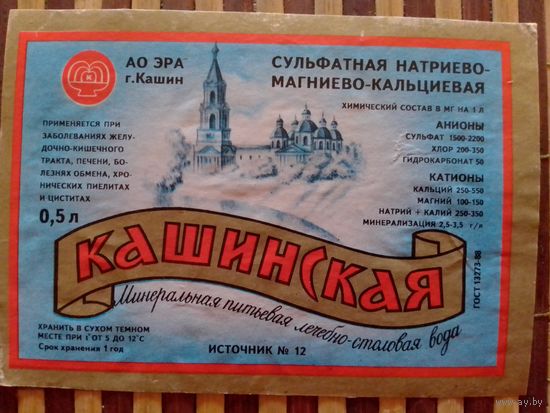 АО ЭРА
г. Кашин
СУЛЬФАТНАЯ НАТРИЕВО-
МАГНИЕВО-КАЛЬЦИЕВАЯ
ХИМИЧЕСКИЙ СОСТАВ В МГ НА 1 Л
АНИОНЫ
СУЛЬФАТ 1500-2200
ХЛОР 200-350
ГИДРОКАРБОНАТ 50
КАТИОНЫ
КАЛЬЦИЙ 250-550
МАГНИЙ 100-150
НАТРИЙ + КАЛИЙ 250-350
МИНЕРАЛИЗАЦИЯ 2,5-3,5 г/л
ПРИМЕНЯЕТСЯ ПРИ
ЗАБОЛЕВАНИЯХ ЖЕЛУ-
ДОЧНО-КИШЕЧНОГО
ТРАКТА, ПЕЧЕНИ, БО-
ЛЕЗНЯХ ОБМЕНА, ХРО-
НИЧЕСКИХ ПИЕЛИТАХ
И ЦИСТИТАХ
0,5 л
КАШИНСКАЯ
Минеральная питьевая лечебно-столовая вода
ГОСТ 13273-88
ХРАНИТЬ В СУХОМ ТЕМНОМ
МЕСТЕ ПРИ t° ОТ 5 ДО 12°С
Срок хранения 1 год
ИСТОЧНИК № 12
www.ay.by